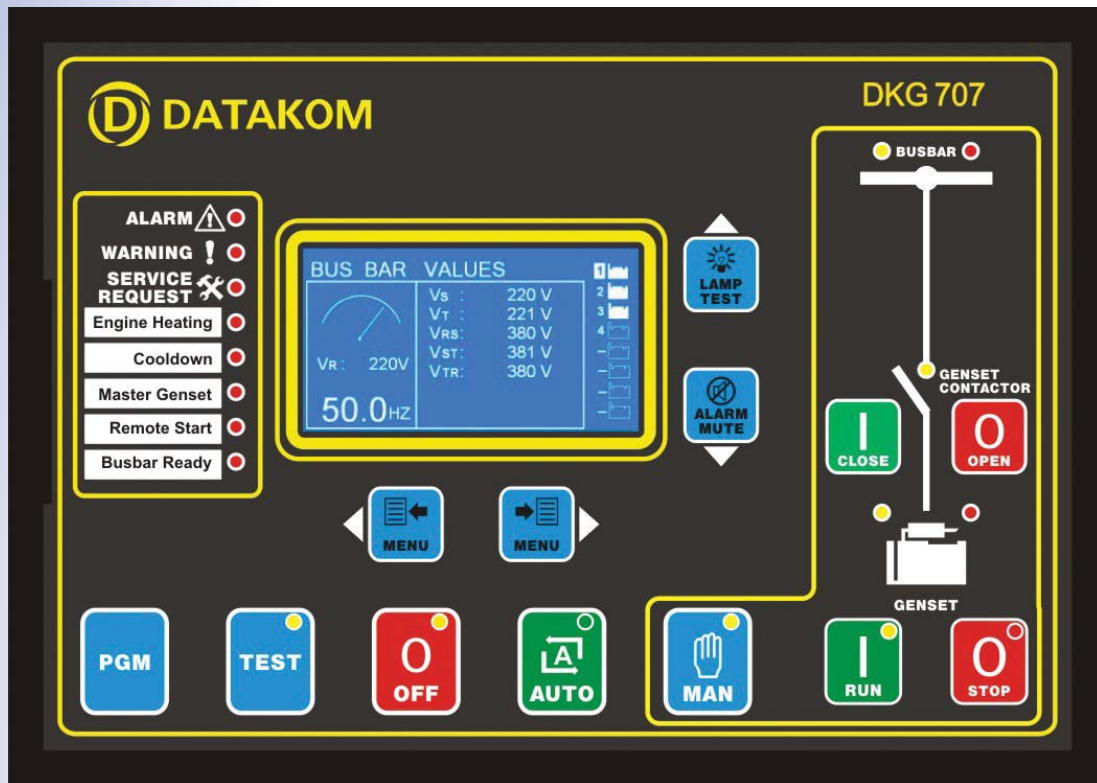 DATAKOM
DKG 707
ALARM
WARNING !
SERVICE
REQUEST
Engine Heating
Cooldown
Master Genset
Remote Start
Busbar Ready
BUS BAR VALUES
VR: 220V
50.0HZ
VS : 220 V
VT : 221 V
VRS: 380 V
VST: 381 V
VTR: 380 V
1
2
3
4
–
–
–
–
LAMP
TEST
ALARM
MUTE
MENU
MENU
BUSBAR
GENSET
CONTACTOR
I
CLOSE
O
OPEN
GENSET
PGM
TEST
O
OFF
A
AUTO
MAN
I
RUN
O
STOP